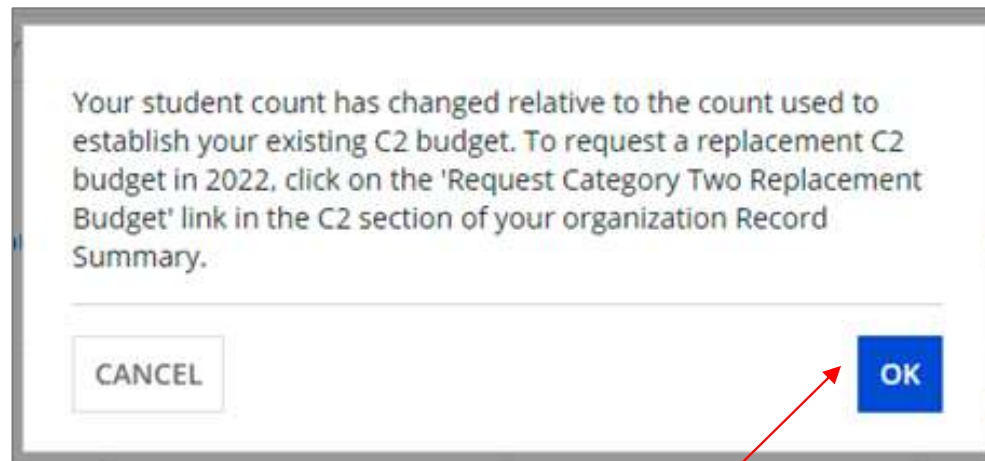 Your student count has changed relative to the count used to
establish your existing C2 budget. To request a replacement C2
budget in 2022, click on the 'Request Category Two Replacement
Budget' link in the C2 section of your organization Record
Summary.
CANCEL
OK